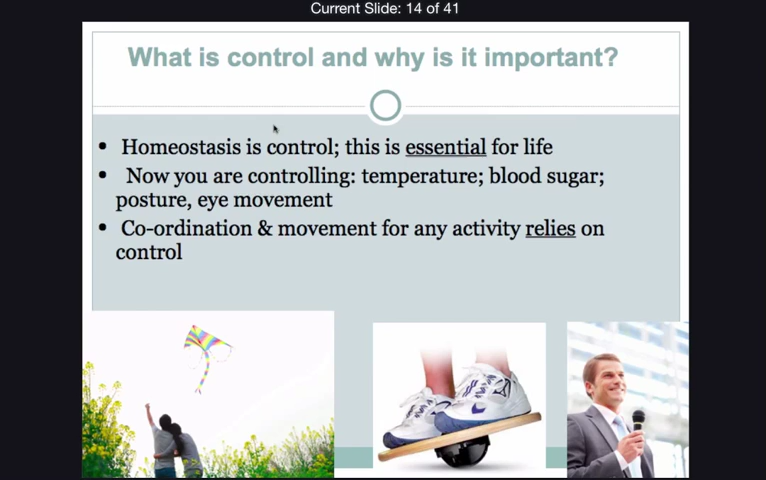 Current Slide: 14 of 41
What is control and why is it important?
• Homeostasis is control; this is essential for life
• Now you are controlling: temperature; blood sugar;
posture, eye movement
• Co-ordination & movement for any activity relies on
control